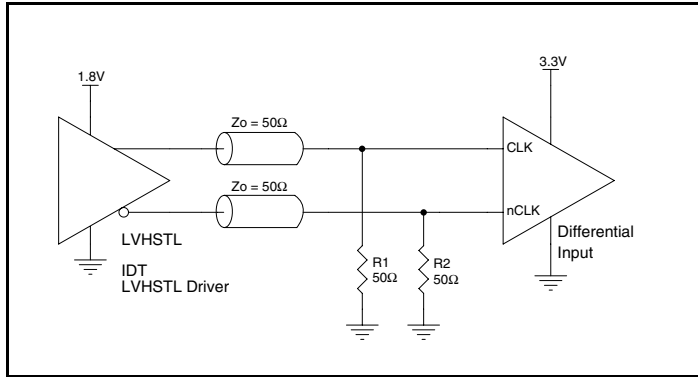 1.8V
3.3V
Zo = 50Ω
Zo = 50Ω
CLK
nCLK
LVHSTL
IDT
LVHSTL Driver
R1
50Ω
R2
50Ω
Differential
Input